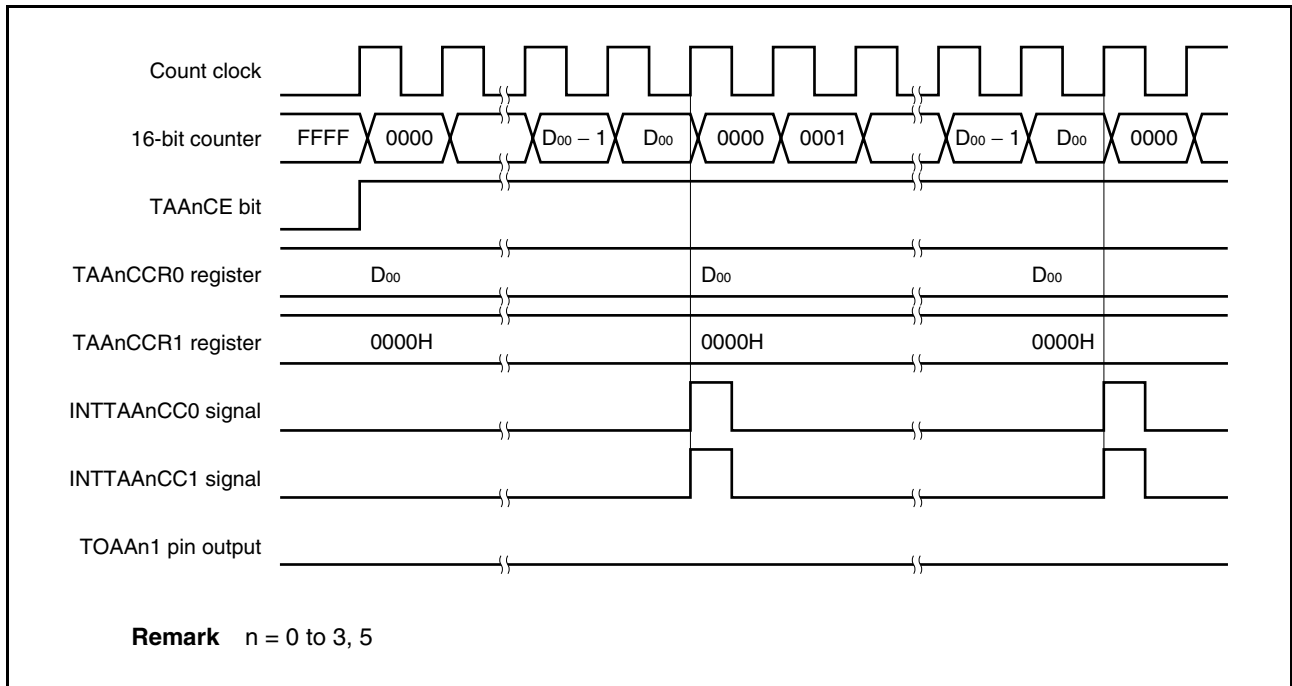 Count clock
16-bit counter FFFF 0000 D00 − 1 D00 0000 0001 D00 − 1 D00 0000
TAAnCE bit
TAAnCCR0 register D00 D00 D00
TAAnCCR1 register 0000H 0000H 0000H
INTTAAnCC0 signal
INTTAAnCC1 signal
TOAAn1 pin output
Remark n = 0 to 3, 5